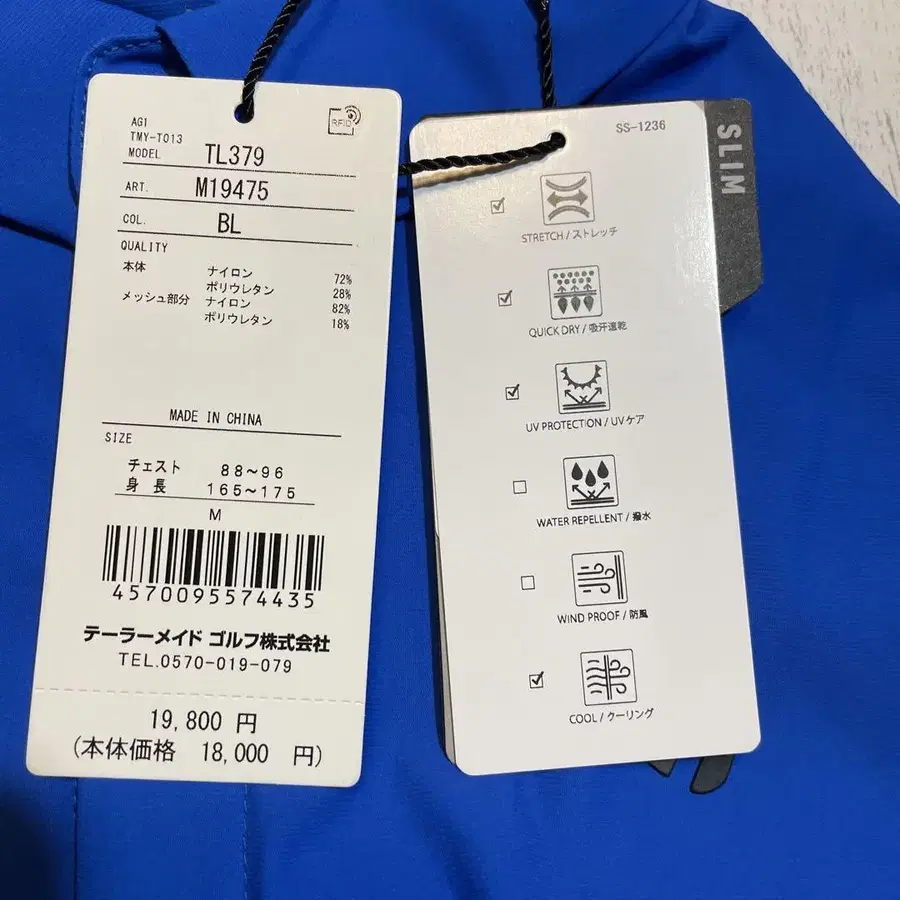 RFID
AG1
TMY-T013
MODEL TL379
ART. M19475
COL. BL
QUALITY
本体 ナイロン 72%
ポリウレタン 28%
メッシュ部分 ナイロン 82%
ポリウレタン 18%
MADE IN CHINA
SIZE
チェスト 88~96
身 長 165~175
M
4570095574435
テーラーメイド ゴルフ株式会社
TEL.0570-019-079
19,800 円
(本体価格 18,000 円)
SS-1236
SLIM
STRETCH / ストレッチ
QUICK DRY / 吸汗速乾
UV PROTECTION / UVケア
WATER REPELLENT / 撥水
WIND PROOF / 防風
COOL / クーリング